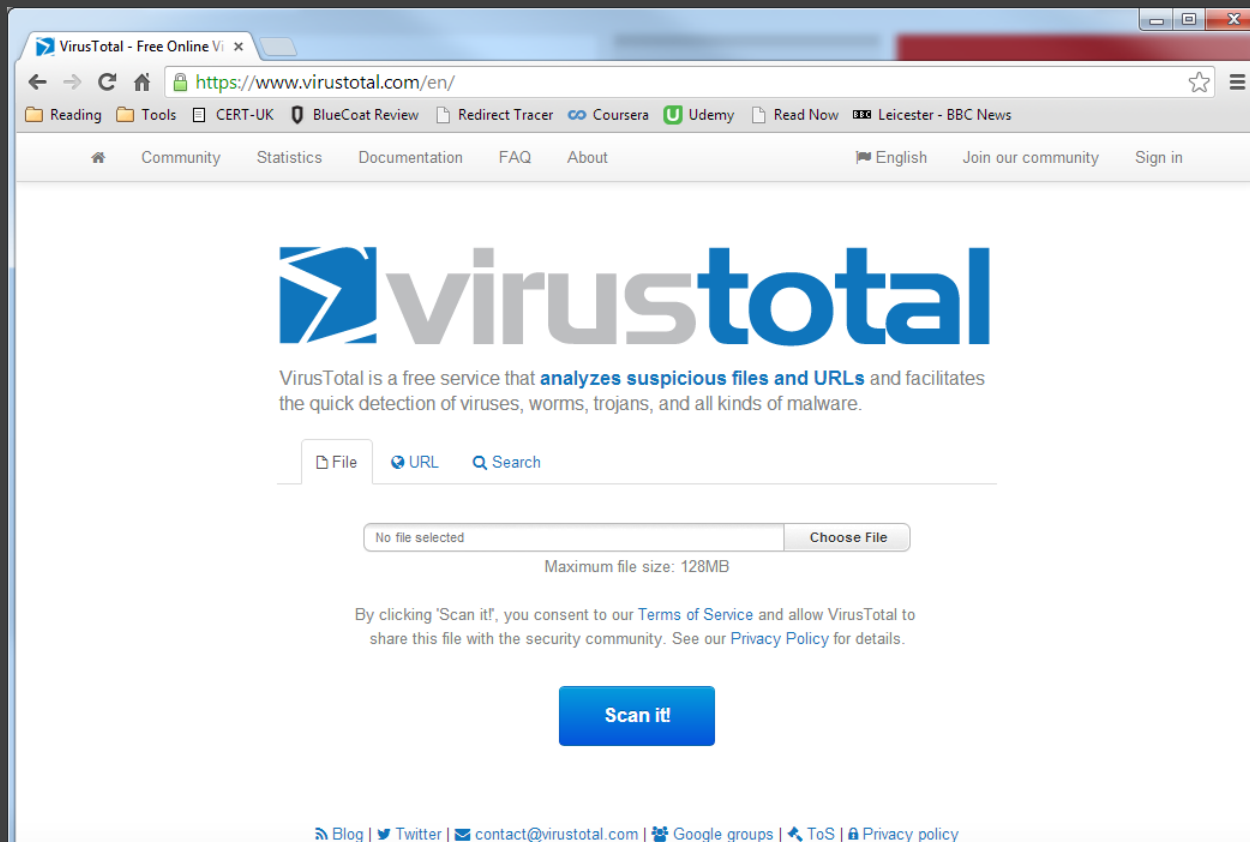 VirusTotal - Free Online Vi
https://www.virustotal.com/en/
Reading Tools CERT-UK BlueCoat Review Redirect Tracer Coursera Udemy Read Now BBC Leicester - BBC News
Community Statistics Documentation FAQ About English Join our community Sign in
virustotal
VirusTotal is a free service that analyzes suspicious files and URLs and facilitates
the quick detection of viruses, worms, trojans, and all kinds of malware.
File URL Search
No file selected Choose File
Maximum file size: 128MB
By clicking 'Scan it!', you consent to our Terms of Service and allow VirusTotal to
share this file with the security community. See our Privacy Policy for details.
Scan it!
Blog | Twitter | contact@virustotal.com | Google groups | ToS | Privacy policy